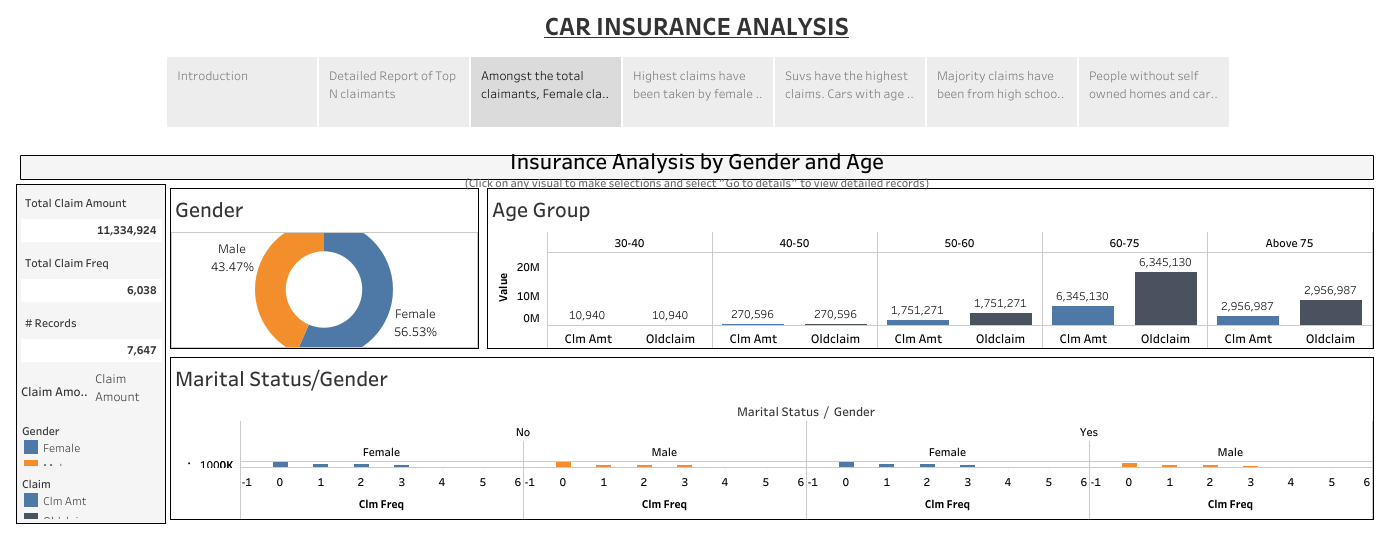 CAR INSURANCE ANALYSIS
Introduction
Detailed Report of Top
N claimants
Amongst the total
claimants, Female cla..
Highest claims have
been taken by female ..
Suvs have the highest
claims. Cars with age ..
Majority claims have
been from high schoo..
People without self
owned homes and car..
Insurance Analysis by Gender and Age
(Click on any visual to make selections and select "Go to details" to view detailed records)
Total Claim Amount
11,334,924
Total Claim Freq
6,038
# Records
7,647
Claim Amo..
Claim
Amount
Gender
Female
Claim
Clm Amt
Gender
Male
43.47%
Female
56.53%
Age Group
30-40 40-50 50-60 60-75 Above 75
Value
20M
10M
0M
10,940 10,940 270,596 270,596 1,751,271 1,751,271 6,345,130 6,345,130 2,956,987 2,956,987
Clm Amt Oldclaim Clm Amt Oldclaim Clm Amt Oldclaim Clm Amt Oldclaim Clm Amt Oldclaim
Marital Status/Gender
Marital Status / Gender
No Yes
Female Male Female Male
1000K
-1 0 1 2 3 4 5 6 -1 0 1 2 3 4 5 6 -1 0 1 2 3 4 5 6 -1 0 1 2 3 4 5 6
Clm Freq Clm Freq Clm Freq Clm Freq